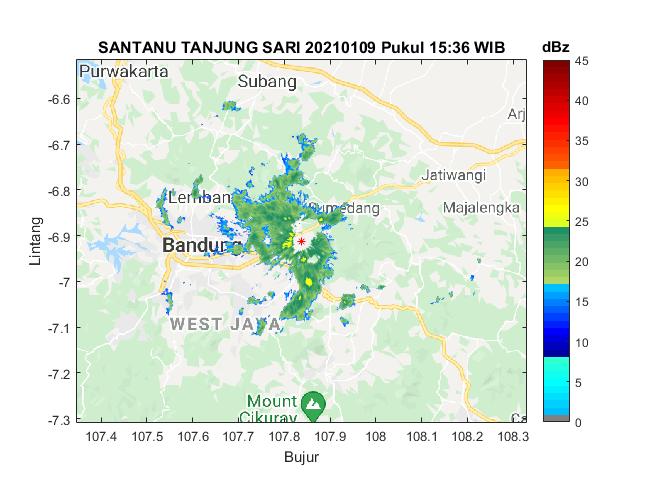 SANTANU TANJUNG SARI 20210109 Pukul 15:36 WIB
dBz
Purwakarta
Subang
Arj
Jatiwangi
Lemban
Sumedang
Majalengka
Bandung
WEST JAVA
Mount
Cikuray
-6.6
-6.7
-6.8
-6.9
-7
-7.1
-7.2
-7.3
107.4 107.5 107.6 107.7 107.8 107.9 108 108.1 108.2 108.3
Bujur
Lintang
45
40
35
30
25
20
15
10
5
0